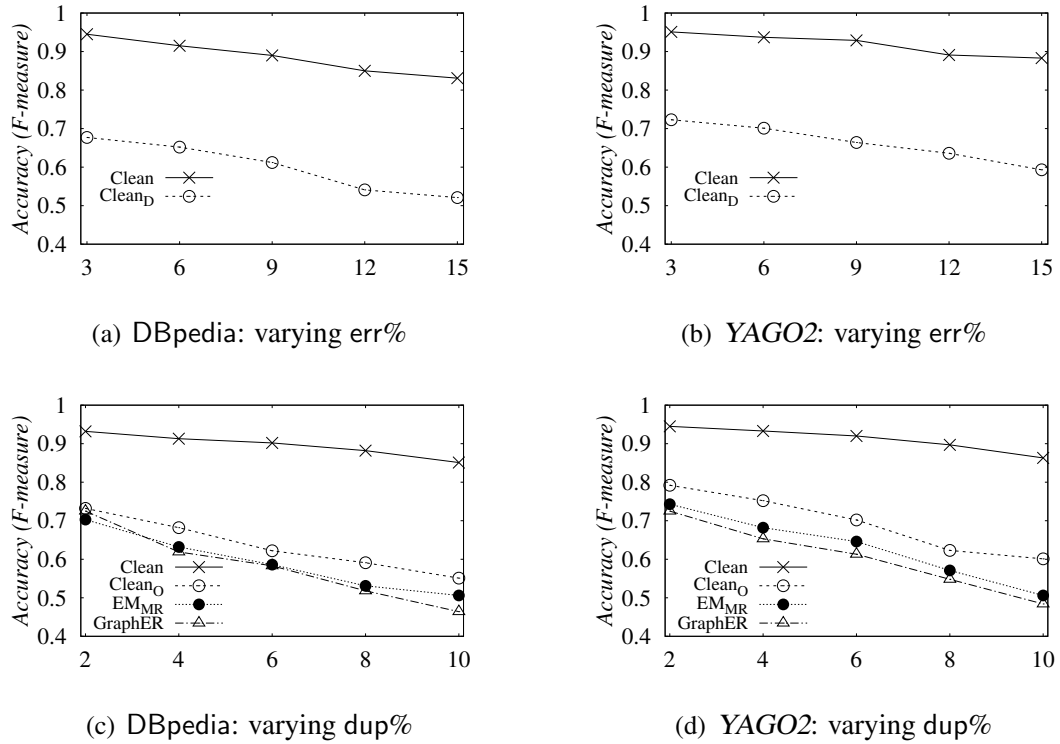 1
0.9
0.8
0.7
0.6
0.5
0.4
Accuracy (F-measure)
Clean
Clean_D
3 6 9 12 15
(a) DBpedia: varying err%
1
0.9
0.8
0.7
0.6
0.5
0.4
Accuracy (F-measure)
Clean
Clean_D
3 6 9 12 15
(b) YAGO2: varying err%
1
0.9
0.8
0.7
0.6
0.5
0.4
Accuracy (F-measure)
Clean
Clean_O
EM_MR
GraphER
2 4 6 8 10
(c) DBpedia: varying dup%
1
0.9
0.8
0.7
0.6
0.5
0.4
Accuracy (F-measure)
Clean
Clean_O
EM_MR
GraphER
2 4 6 8 10
(d) YAGO2: varying dup%